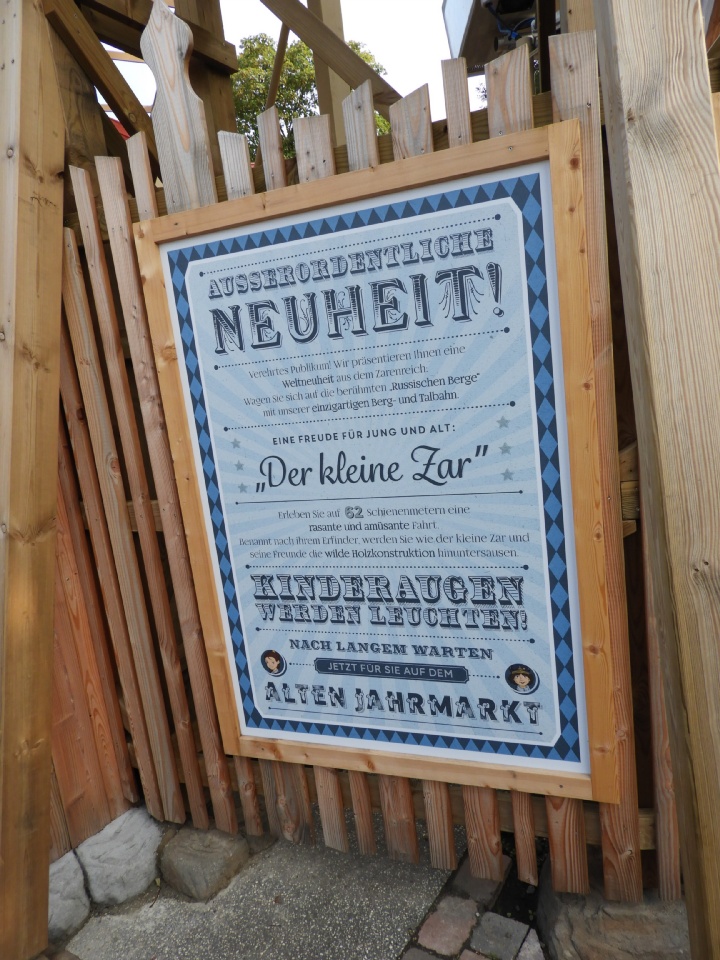 AUSSERORDENTLICHE
NEUHEIT!
Verehrtes Publikum! Wir präsentieren Ihnen eine
Weltneuheit aus dem Zarenreich.
Wagen Sie sich auf die berühmten „Russischen Berge“
mit unserer einzigartigen Berg- und Talbahn.
EINE FREUDE FÜR JUNG UND ALT:
„Der kleine Zar”
Erleben Sie auf 62 Schienenmetern eine
rasante und amüsante Fahrt.
Benannt nach ihrem Erfinder, werden Sie wie der kleine Zar und
seine Freunde die wilde Holzkonstruktion hinuntersausen.
KINDERAUGEN
WERDEN LEUCHTEN!
NACH LANGEM WARTEN
JETZT FÜR SIE AUF DEM
ALTEN JAHRMARKT